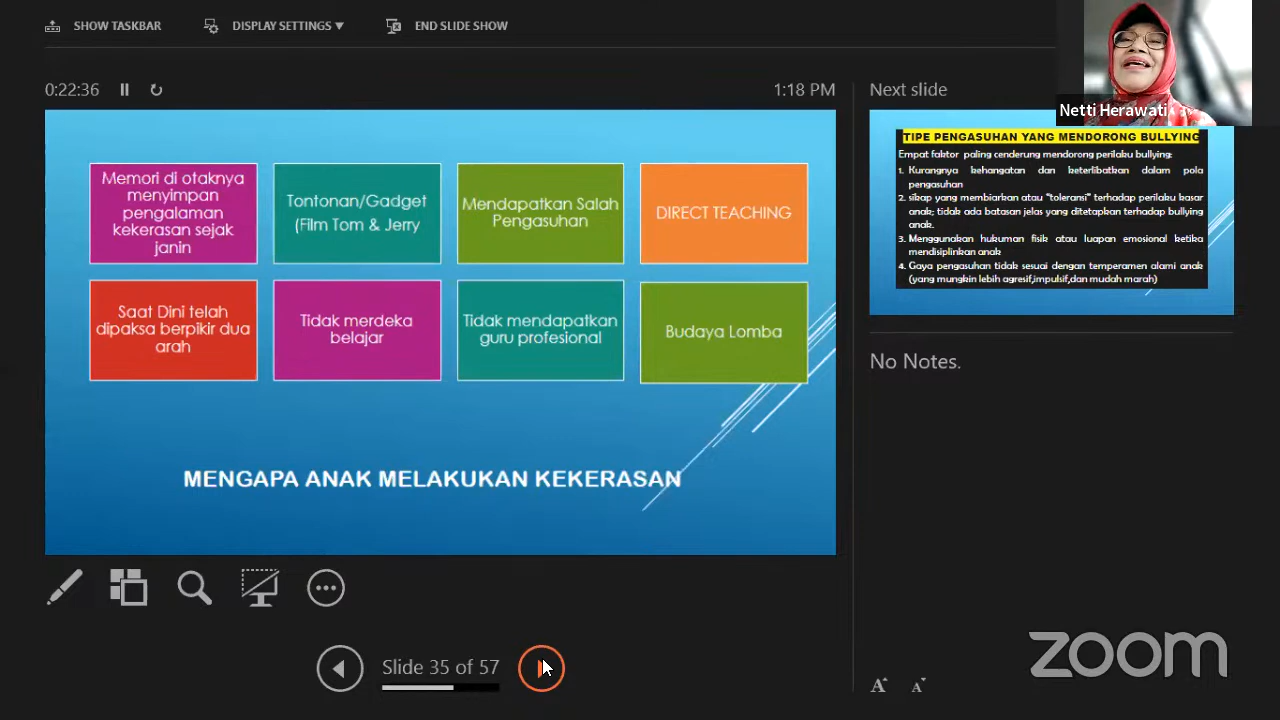 SHOW TASKBAR
DISPLAY SETTINGS
END SLIDE SHOW
0:22:36
1:18 PM
Memori di otaknya
menyimpan
pengalaman
kekerasan sejak
janin
Tontonan/Gadget
(Film Tom & Jerry
Mendapatkan Salah
Pengasuhan
DIRECT TEACHING
Saat Dini telah
dipaksa berpikir dua
arah
Tidak merdeka
belajar
Tidak mendapatkan
guru profesional
Budaya Lomba
MENGAPA ANAK MELAKUKAN KEKERASAN
Slide 35 of 57
Next slide
Netti Herawati
TIPE PENGASUHAN YANG MENDORONG BULLYING
Empat faktor paling cenderung mendorong perilaku bullying:
1. Kurangnya kehangatan dan keterlibatan dalam pola
pengasuhan
2. sikap yang membiarkan atau "toleransi" terhadap perilaku kasar
anak; tidak ada batasan jelas yang ditetapkan terhadap bullying
anak.
3. Menggunakan hukuman fisik atau luapan emosional ketika
mendisiplinkan anak
4. Gaya pengasuhan tidak sesuai dengan temperamen alami anak
(yang mungkin lebih agresif,impulsif,dan mudah marah)
No Notes.
A A
zoom